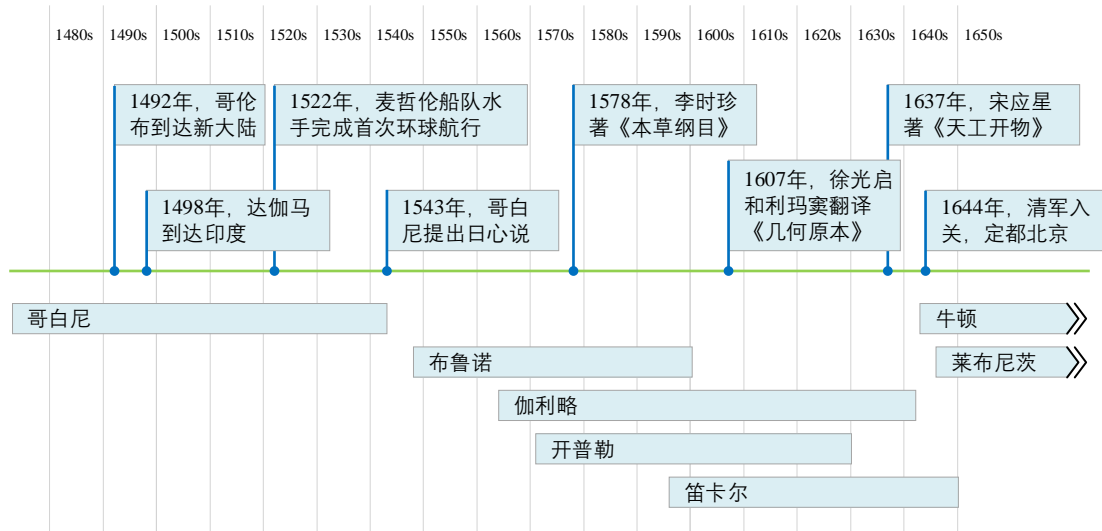 1480s 1490s 1500s 1510s 1520s 1530s 1540s 1550s 1560s 1570s 1580s 1590s 1600s 1610s 1620s 1630s 1640s 1650s
1492年，哥伦
布到达新大陆
1522年，麦哲伦船队水
手完成首次环球航行
1578年，李时珍
著《本草纲目》
1637年，宋应星
著《天工开物》
1498年，达伽马
到达印度
1543年，哥白
尼提出日心说
1607年，徐光启
和利玛窦翻译
《几何原本》
1644年，清军入
关，定都北京
哥白尼
牛顿
布鲁诺
莱布尼茨
伽利略
开普勒
笛卡尔